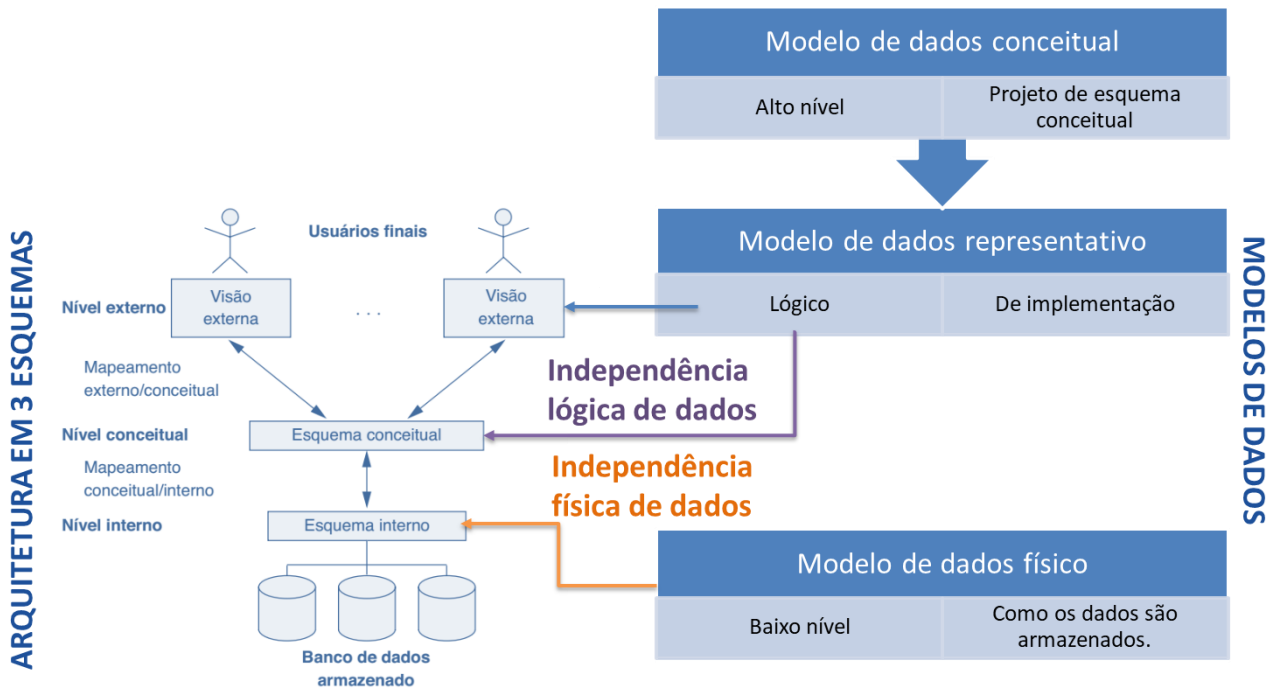 ARQUITETURA EM 3 ESQUEMAS
Usuários finais
Nível externo
Visão
externa
. . .
Visão
externa
Mapeamento
externo/conceitual
Nível conceitual
Esquema conceitual
Mapeamento
conceitual/interno
Nível interno
Esquema interno
Banco de dados
armazenado
Independência
lógica de dados
Independência
física de dados
Modelo de dados conceitual
Alto nível
Projeto de esquema
conceitual
Modelo de dados representativo
Lógico
De implementação
Modelo de dados físico
Baixo nível
Como os dados são
armazenados.
MODELOS DE DADOS